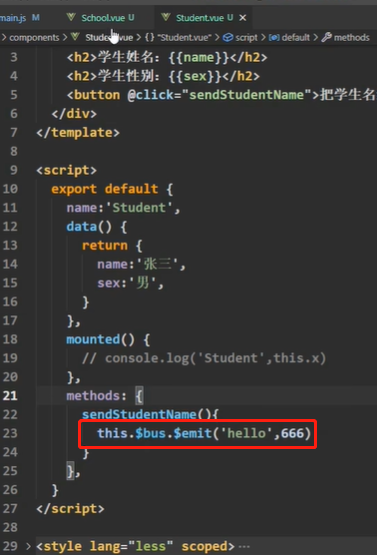 main.js M School.vue U Student.vue U ×
components > Stude vue > {} "Student.vue" > script > default > methods
3 <h2>学生姓名：{{name}}</h2>
4 <h2>学生性别：{{sex}}</h2>
5 <button @click="sendStudentName">把学生名
6 </div>
7 </template>
8
9 <script>
10 export default {
11 name:'Student',
12 data() {
13 return {
14 name:'张三',
15 sex:'男',
16 }
17 },
18 mounted() {
19 // console.log('Student',this.x)
20 },
21 methods: {
22 sendStudentName(){
23 this.$bus.$emit('hello',666)
24 }
25 },
26 }
27 </script>
28
29 > <style lang="less" scoped>…